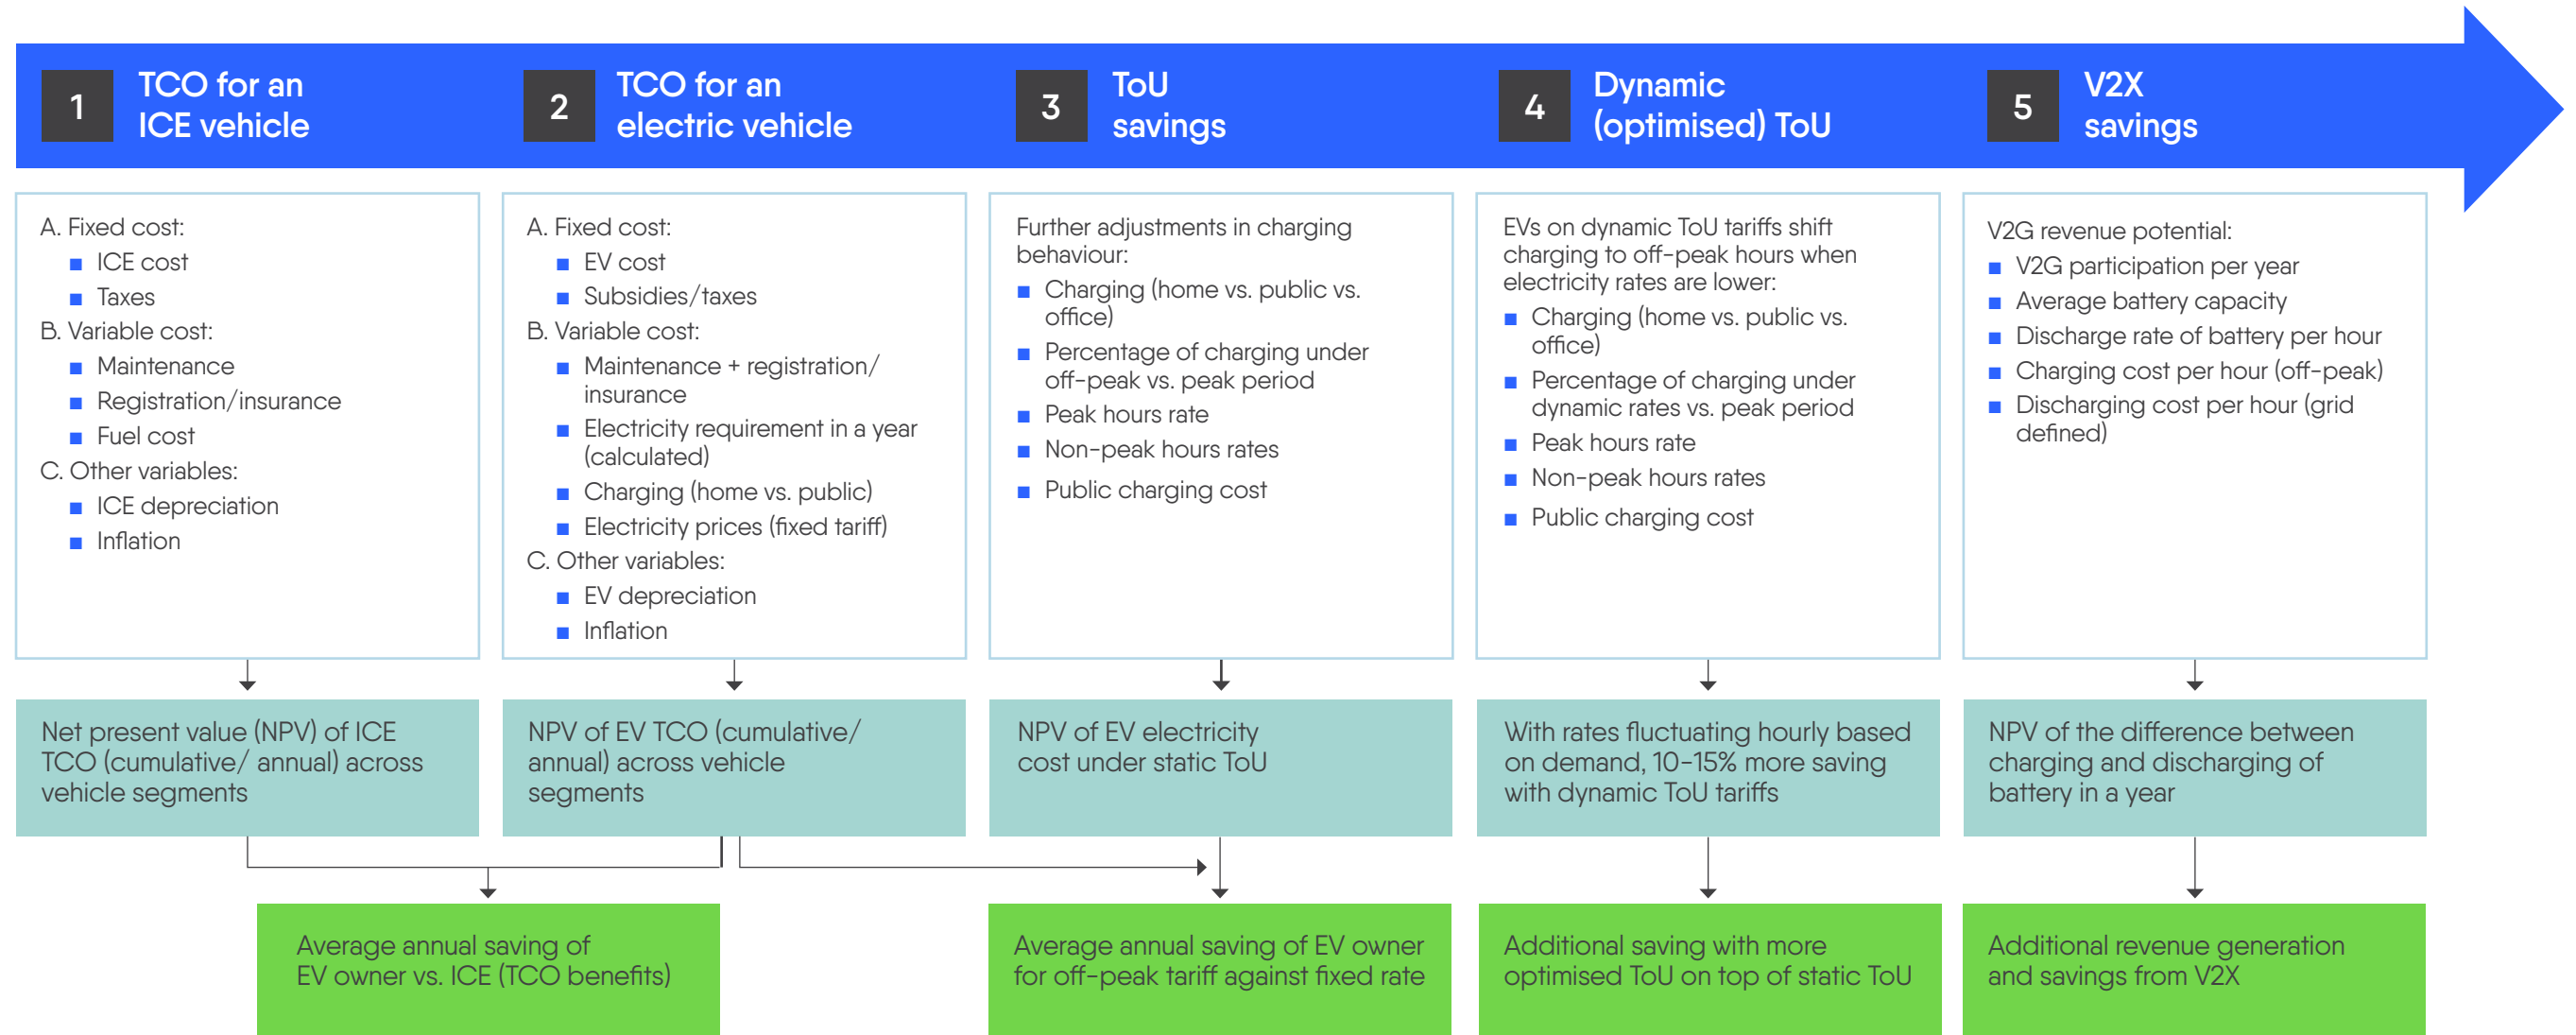 1
TCO for an
ICE vehicle
2
TCO for an
electric vehicle
3
ToU
savings
4
Dynamic
(optimised) ToU
5
V2X
savings
A. Fixed cost:
■ ICE cost
■ Taxes
B. Variable cost:
■ Maintenance
■ Registration/insurance
■ Fuel cost
C. Other variables:
■ ICE depreciation
■ Inflation
A. Fixed cost:
■ EV cost
■ Subsidies/taxes
B. Variable cost:
■ Maintenance + registration/
insurance
■ Electricity requirement in a year
(calculated)
■ Charging (home vs. public)
■ Electricity prices (fixed tariff)
C. Other variables:
■ EV depreciation
■ Inflation
Further adjustments in charging
behaviour:
■ Charging (home vs. public vs.
office)
■ Percentage of charging under
off-peak vs. peak period
■ Peak hours rate
■ Non-peak hours rates
■ Public charging cost
EVs on dynamic ToU tariffs shift
charging to off-peak hours when
electricity rates are lower:
■ Charging (home vs. public vs.
office)
■ Percentage of charging under
dynamic rates vs. peak period
■ Peak hours rate
■ Non-peak hours rates
■ Public charging cost
V2G revenue potential:
■ V2G participation per year
■ Average battery capacity
■ Discharge rate of battery per hour
■ Charging cost per hour (off-peak)
■ Discharging cost per hour (grid
defined)
Net present value (NPV) of ICE
TCO (cumulative/ annual) across
vehicle segments
NPV of EV TCO (cumulative/
annual) across vehicle
segments
NPV of EV electricity
cost under static ToU
With rates fluctuating hourly based
on demand, 10-15% more saving
with dynamic ToU tariffs
NPV of the difference between
charging and discharging of
battery in a year
Average annual saving of
EV owner vs. ICE (TCO benefits)
Average annual saving of EV owner
for off-peak tariff against fixed rate
Additional saving with more
optimised ToU on top of static ToU
Additional revenue generation
and savings from V2X